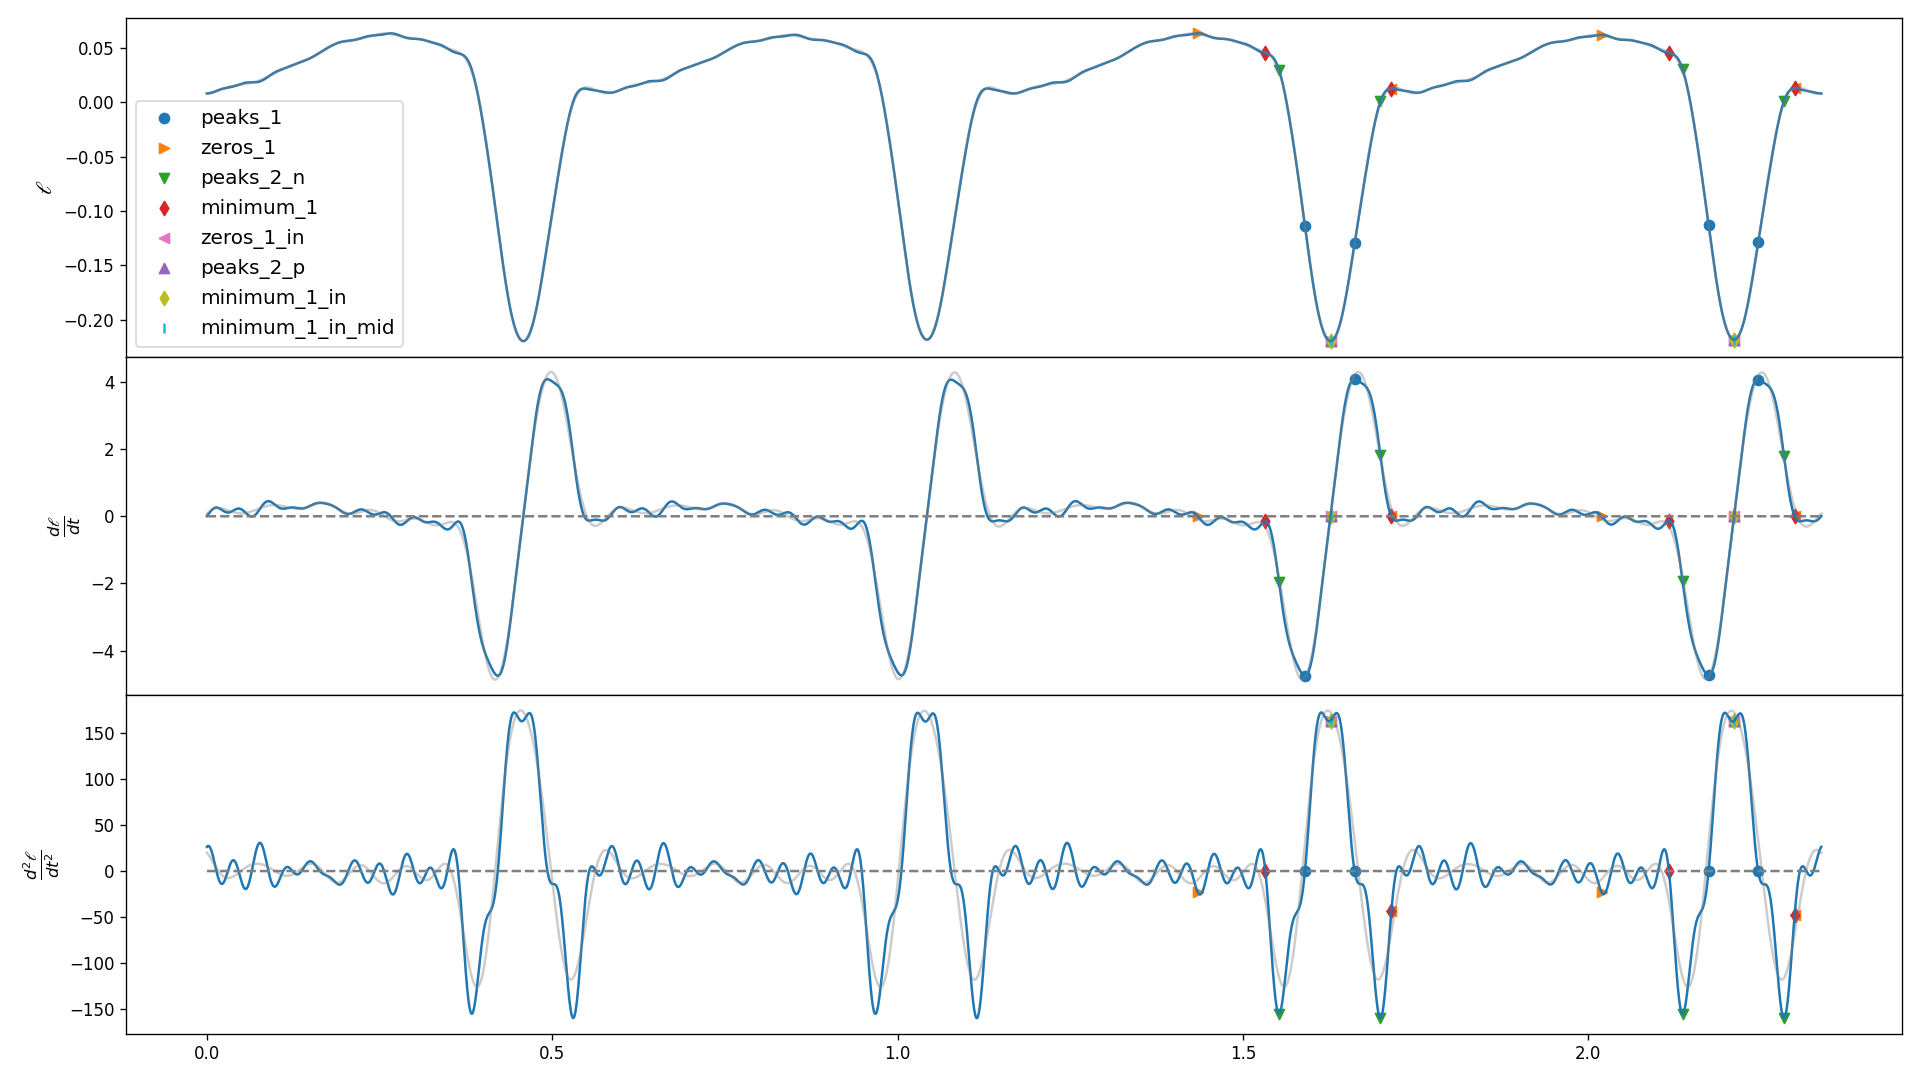 0.05
0.00
−0.05
−0.10
−0.15
−0.20
ℓ
peaks_1
zeros_1
peaks_2_n
minimum_1
zeros_1_in
peaks_2_p
minimum_1_in
minimum_1_in_mid
4
2
0
−2
−4
dℓ
dt
150
100
50
0
−50
−100
−150
d²ℓ
dt²
0.0 0.5 1.0 1.5 2.0